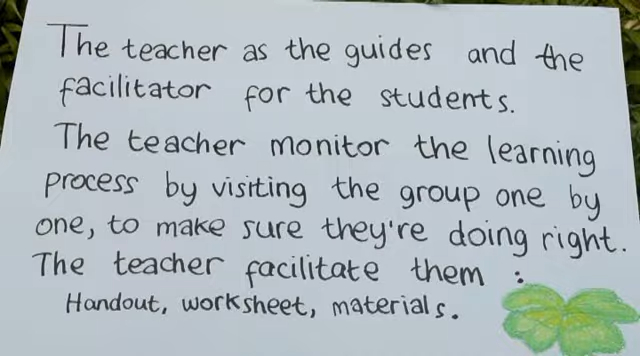 The teacher as the guides and the
facilitator for the students.
The teacher monitor the learning
process by visiting the group one by
one, to make sure they're doing right.
The teacher facilitate them :
Handout, worksheet, materials.